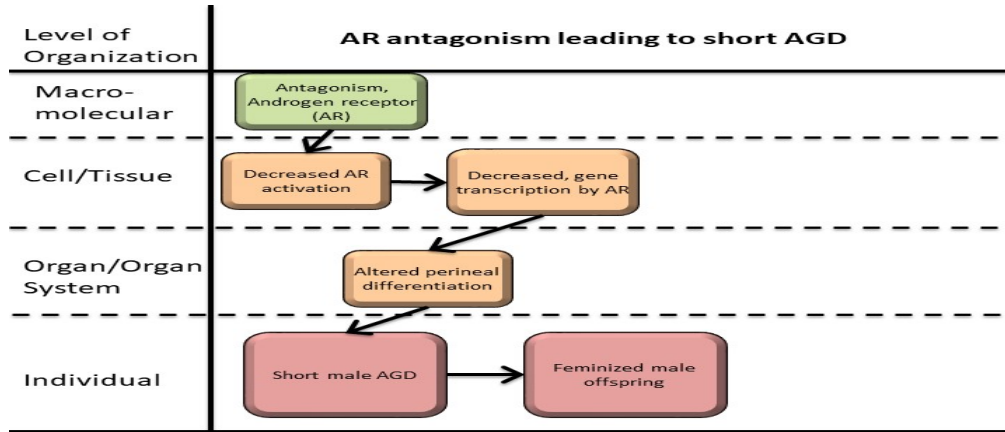 Level of
Organization
AR antagonism leading to short AGD
Macro-
molecular
Antagonism,
Androgen receptor
(AR)
Cell/Tissue
Decreased AR
activation
Decreased, gene
transcription by AR
Organ/Organ
System
Altered perineal
differentiation
Individual
Short male AGD
Feminized male
offspring